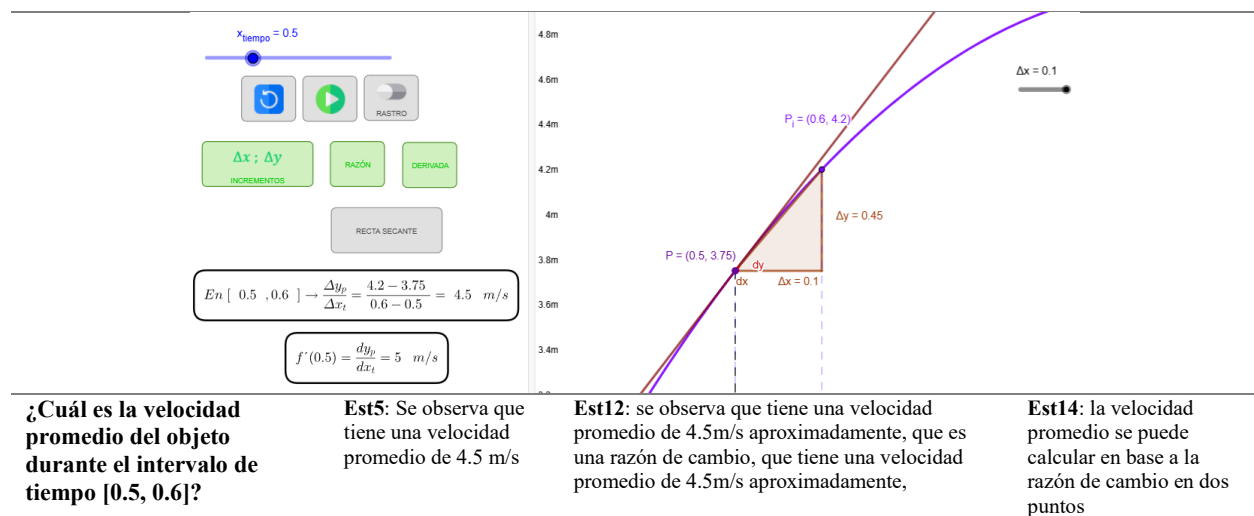 x_tiempo = 0.5
RASTRO
Δx ; Δy
INCREMENTOS
RAZÓN
DERIVADA
RECTA SECANTE
En [ 0.5 , 0.6 ] → Δy_p/Δx_t = (4.2 − 3.75)/(0.6 − 0.5) = 4.5 m/s
f´(0.5) = dy_p/dx_t = 5 m/s
4.8m
4.6m
4.4m
4.2m
4m
3.8m
3.6m
3.4m
Δx = 0.1
P_i = (0.6, 4.2)
Δy = 0.45
P = (0.5, 3.75)
dy
dx
Δx = 0.1
¿Cuál es la velocidad
promedio del objeto
durante el intervalo de
tiempo [0.5, 0.6]?
Est5: Se observa que
tiene una velocidad
promedio de 4.5 m/s
Est12: se observa que tiene una velocidad
promedio de 4.5m/s aproximadamente, que es
una razón de cambio, que tiene una velocidad
promedio de 4.5m/s aproximadamente,
Est14: la velocidad
promedio se puede
calcular en base a la
razón de cambio en dos
puntos